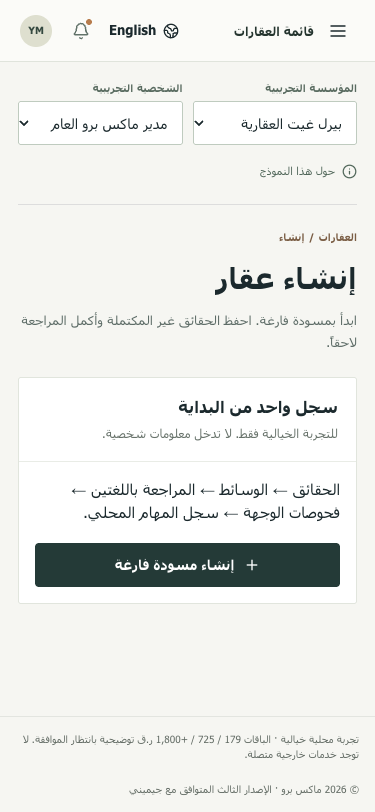 قائمة العقارات
English
YM
المؤسسة التجريبية
الشخصية التجريبية
بيرل غيت العقارية
مدير ماكس برو العام
حول هذا النموذج
العقارات / إنشاء
إنشاء عقار
ابدأ بمسودة فارغة. احفظ الحقائق غير المكتملة وأكمل المراجعة
لاحقاً.
سجل واحد من البداية
للتجربة الخيالية فقط. لا تدخل معلومات شخصية.
الحقائق ← الوسائط ← المراجعة باللغتين ←
فحوصات الوجهة ← سجل المهام المحلي.
إنشاء مسودة فارغة
تجربة محلية خيالية · الباقات 179 / 725 / +1,800 ر.ق توضيحية بانتظار الموافقة. لا
توجد خدمات خارجية متصلة.
© 2026 ماكس برو · الإصدار الثالث المتوافق مع جيميني